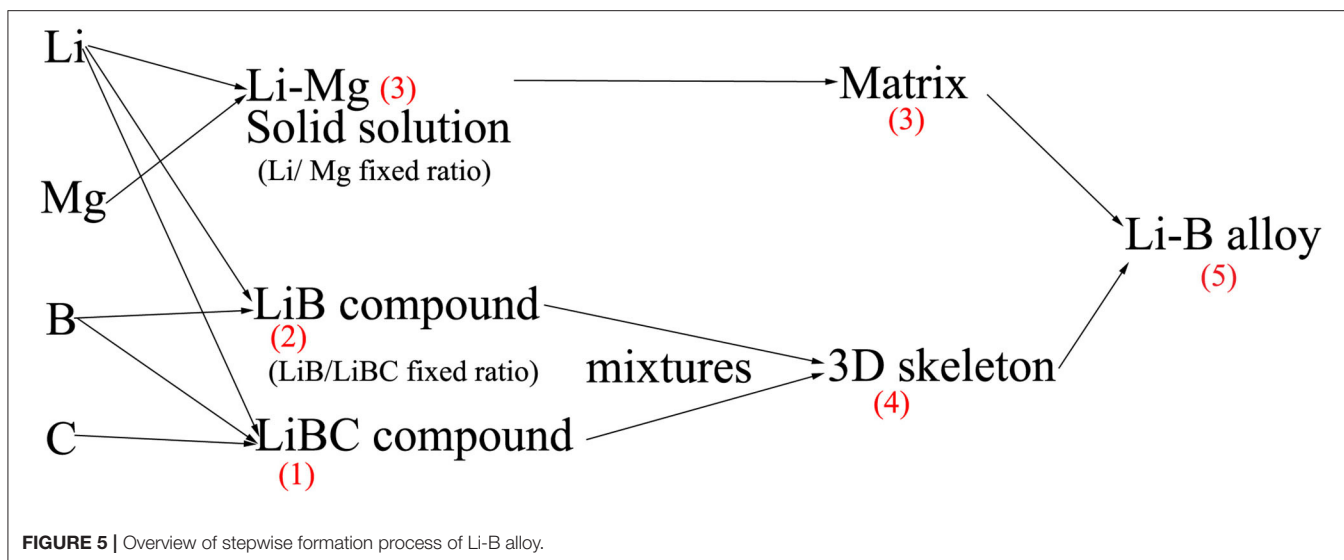 Li
Li-Mg (3)
Solid solution
(Li/ Mg fixed ratio)
Matrix
(3)
Mg
Li-B alloy
(5)
B
LiB compound
(2)
(LiB/LiBC fixed ratio)
mixtures
3D skeleton
(4)
C
LiBC compound
(1)
FIGURE 5 | Overview of stepwise formation process of Li-B alloy.